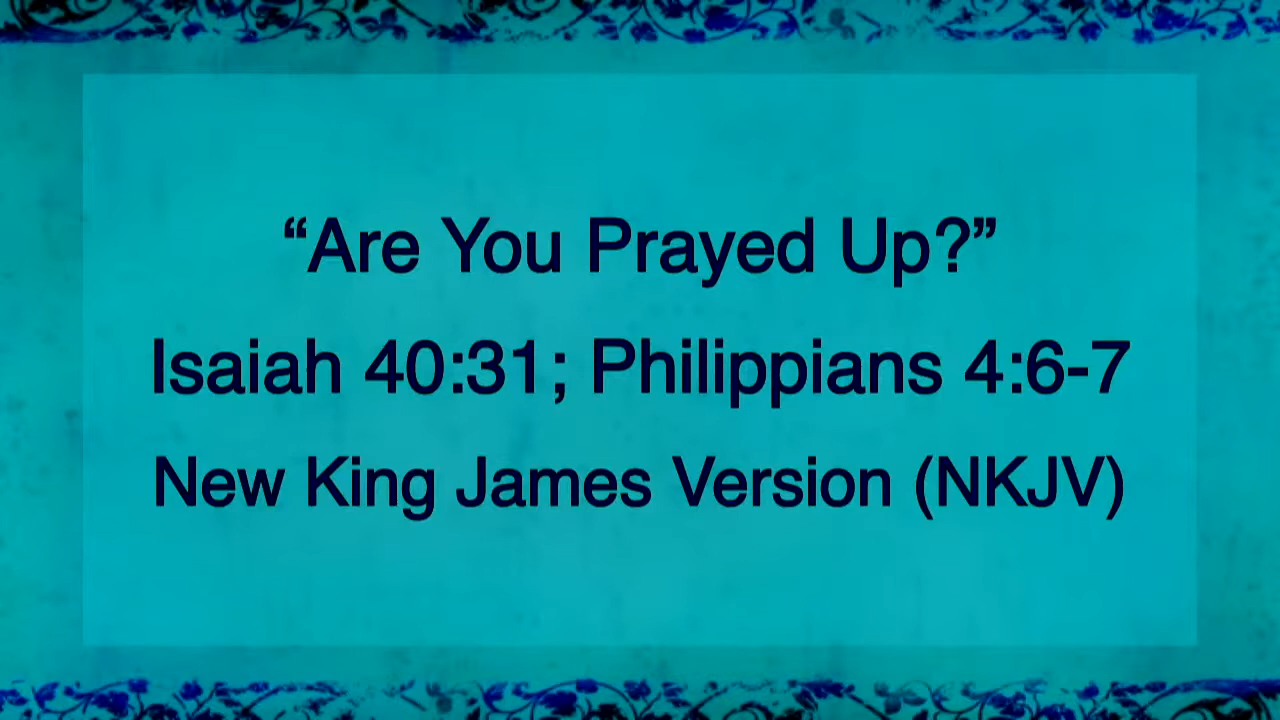 “Are You Prayed Up?”
Isaiah 40:31; Philippians 4:6-7
New King James Version (NKJV)